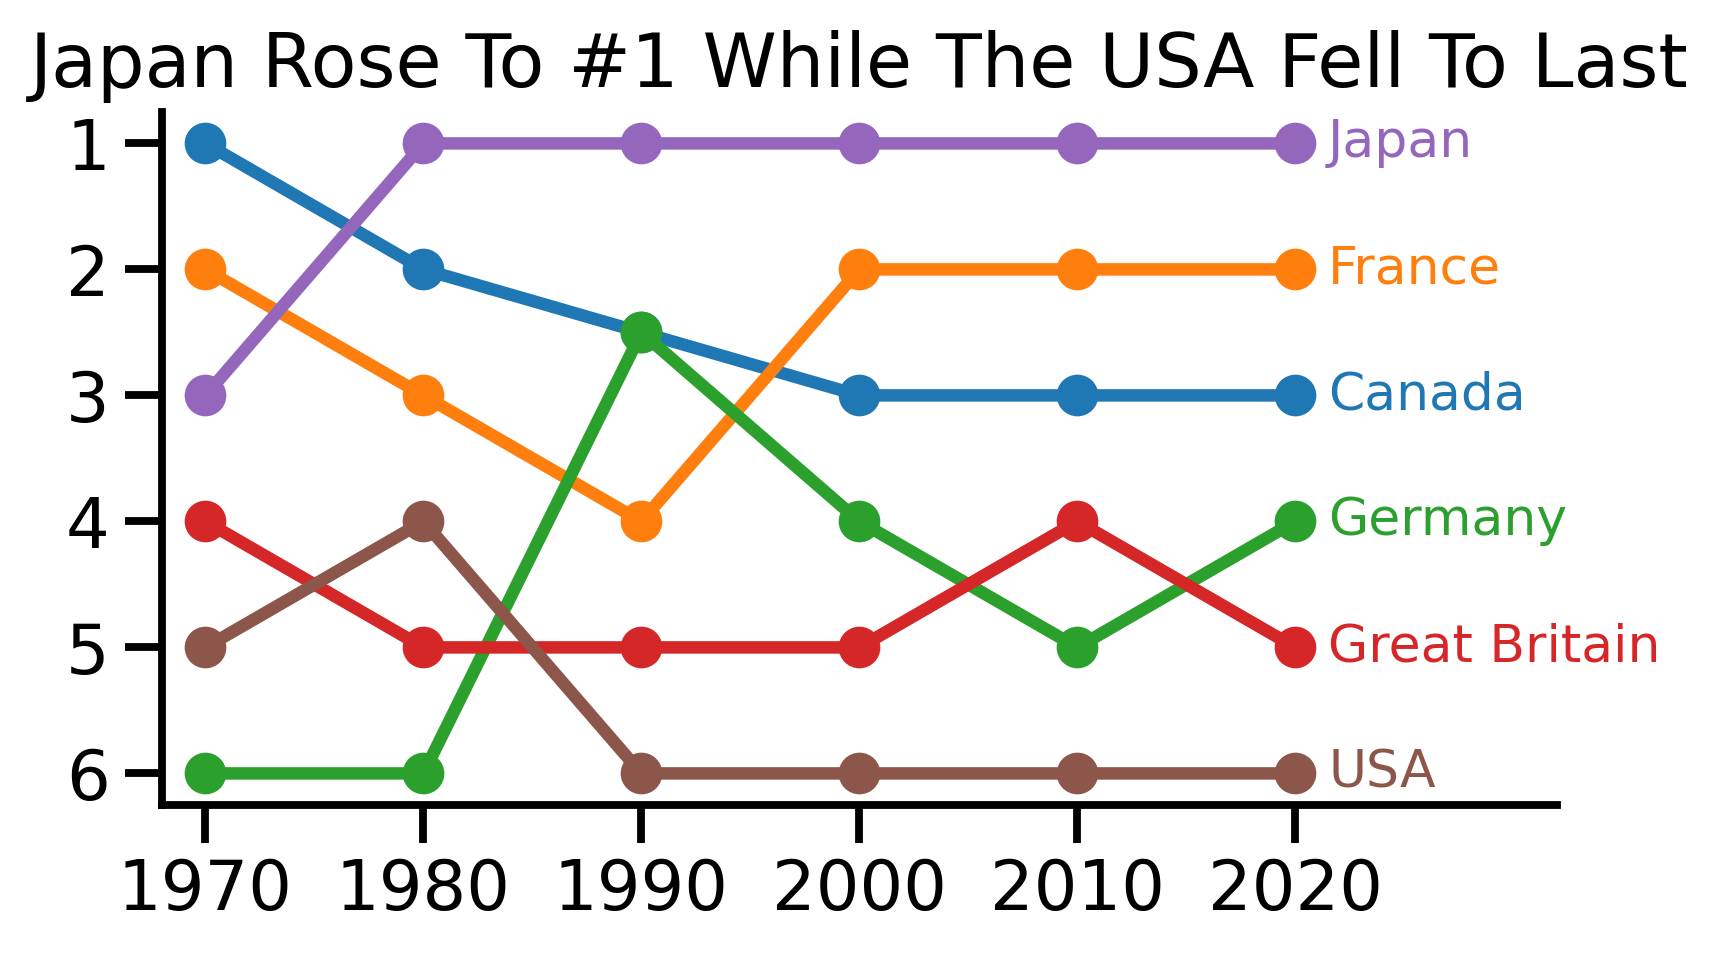 Japan Rose To #1 While The USA Fell To Last
1
2
3
4
5
6
Japan
France
Canada
Germany
Great Britain
USA
1970 1980 1990 2000 2010 2020